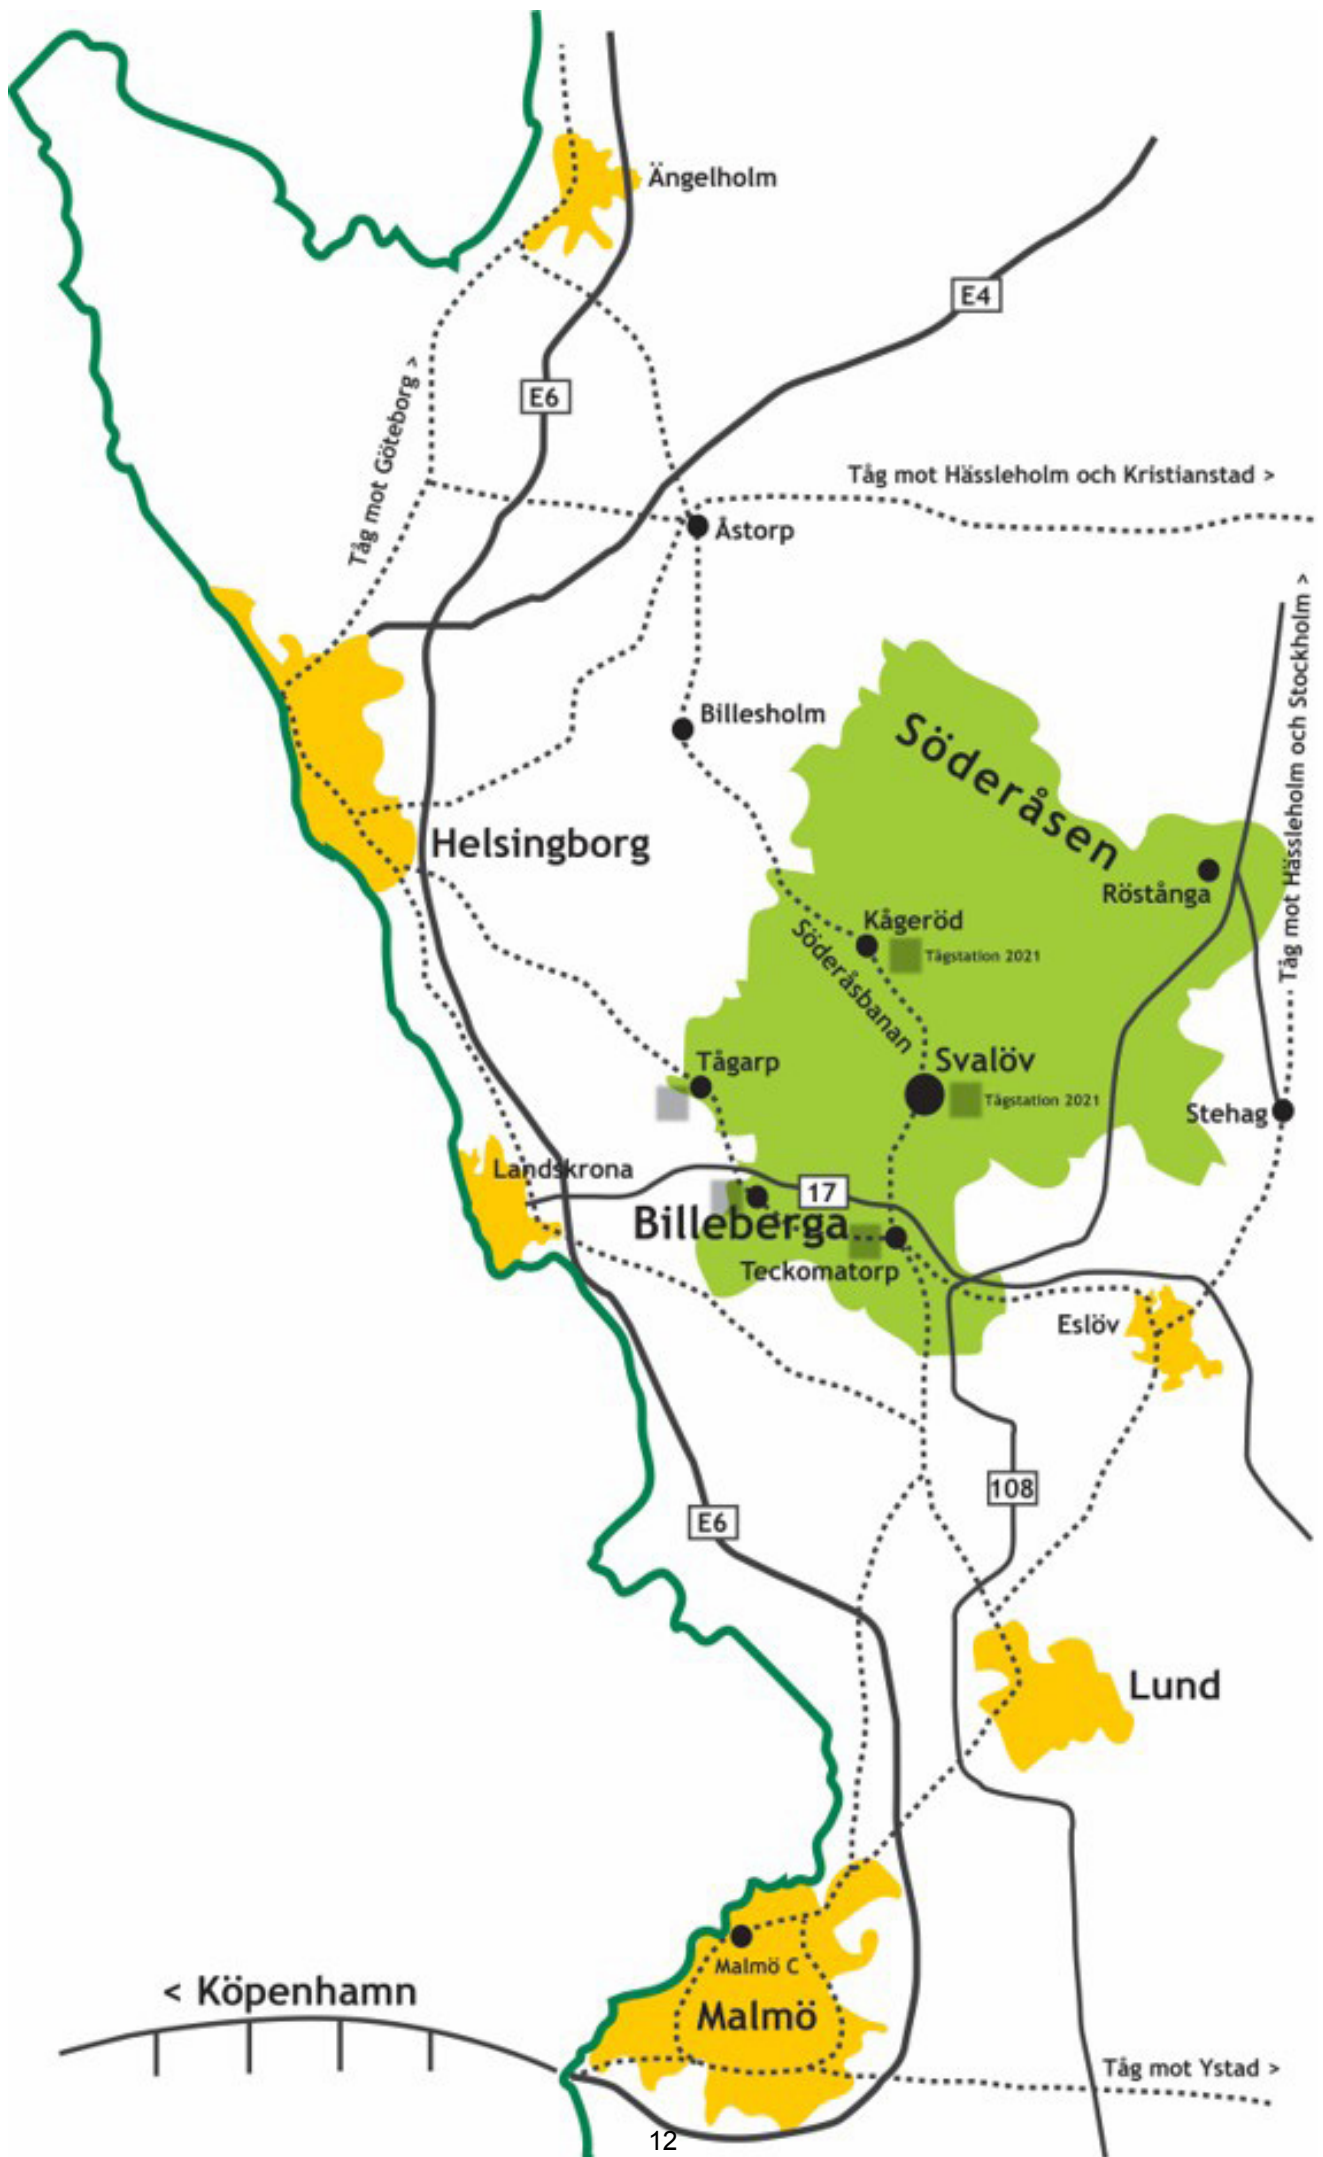 Ängelholm
E4
E6
Tåg mot Göteborg >
Tåg mot Hässleholm och Kristianstad >
Åstorp
Tåg mot Hässleholm och Stockholm >
Billesholm
Söderåsen
Helsingborg
Röstånga
Kågeröd
Tågstation 2021
Söderåsbanan
Tågarp
Svalöv
Tågstation 2021
Stehag
Landskrona
17
Billeberga
Teckomatorp
Eslöv
108
E6
Lund
Malmö C
< Köpenhamn
Malmö
Tåg mot Ystad >
12